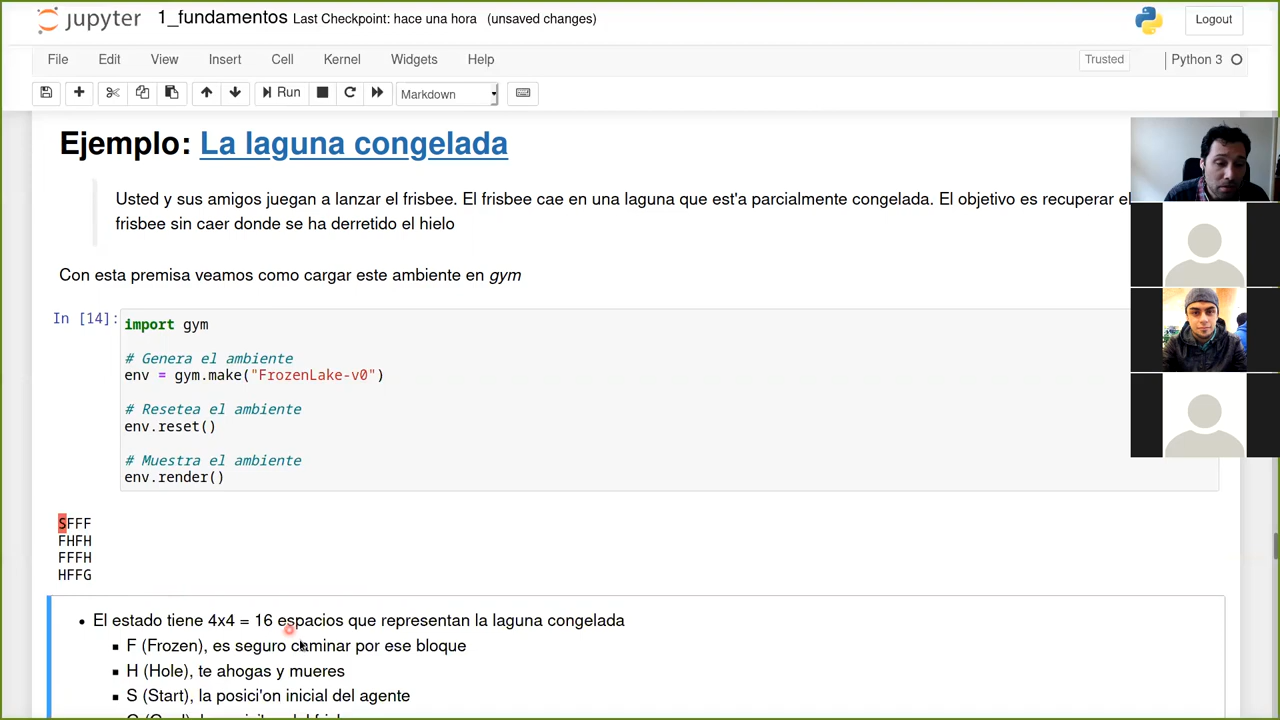 jupyter 1_fundamentos Last Checkpoint: hace una hora (unsaved changes) Logout
File Edit View Insert Cell Kernel Widgets Help Trusted Python 3
Run Markdown
Ejemplo: La laguna congelada
Usted y sus amigos juegan a lanzar el frisbee. El frisbee cae en una laguna que est'a parcialmente congelada. El objetivo es recuperar el
frisbee sin caer donde se ha derretido el hielo
Con esta premisa veamos como cargar este ambiente en gym
In [14]: import gym
# Genera el ambiente
env = gym.make("FrozenLake-v0")
# Resetea el ambiente
env.reset()
# Muestra el ambiente
env.render()
SFFF
FHFH
FFFH
HFFG
El estado tiene 4x4 = 16 espacios que representan la laguna congelada
F (Frozen), es seguro caminar por ese bloque
H (Hole), te ahogas y mueres
S (Start), la posici'on inicial del agente